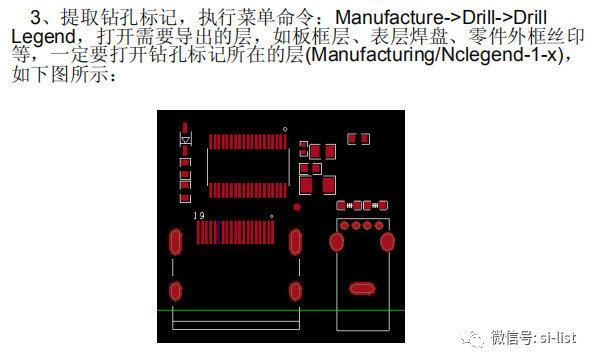 3、提取钻孔标记，执行菜单命令：Manufacture->Drill->Drill
Legend，打开需要导出的层，如板框层、表层焊盘、零件外框丝印
等，一定要打开钻孔标记所在的层(Manufacturing/Nclegend-1-x)，
如下图所示：
19
微信号: si-list